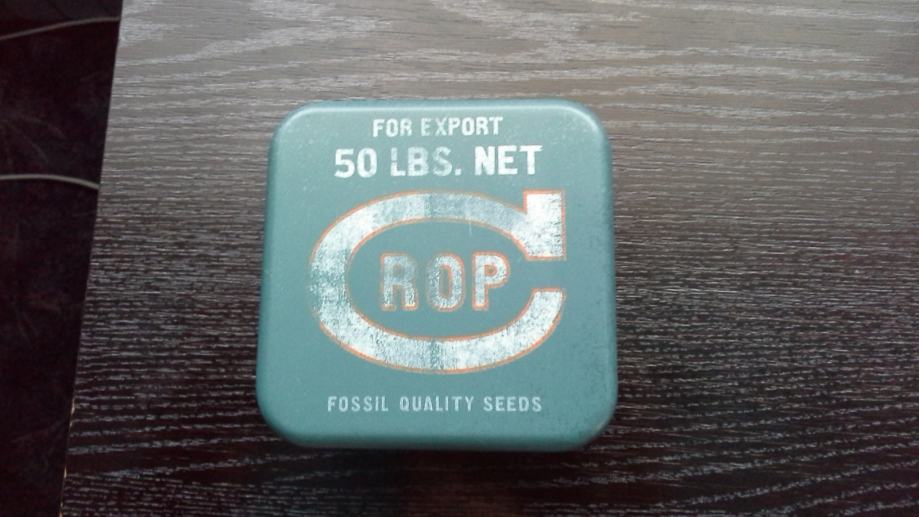 FOR EXPORT
50 LBS. NET
CROP
FOSSIL QUALITY SEEDS